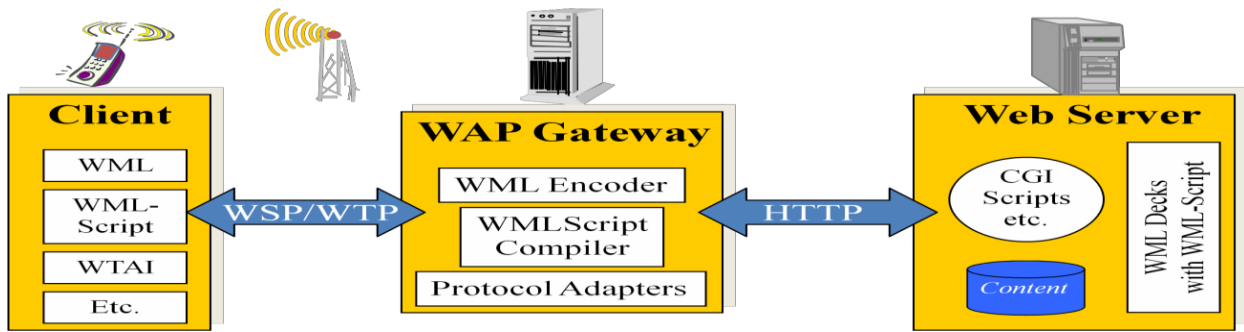 Client
WML
WML-
Script
WTAI
Etc.
WSP/WTP
WAP Gateway
WML Encoder
WMLScript
Compiler
Protocol Adapters
HTTP
Web Server
CGI
Scripts
etc.
Content
WML Decks
with WML-Script